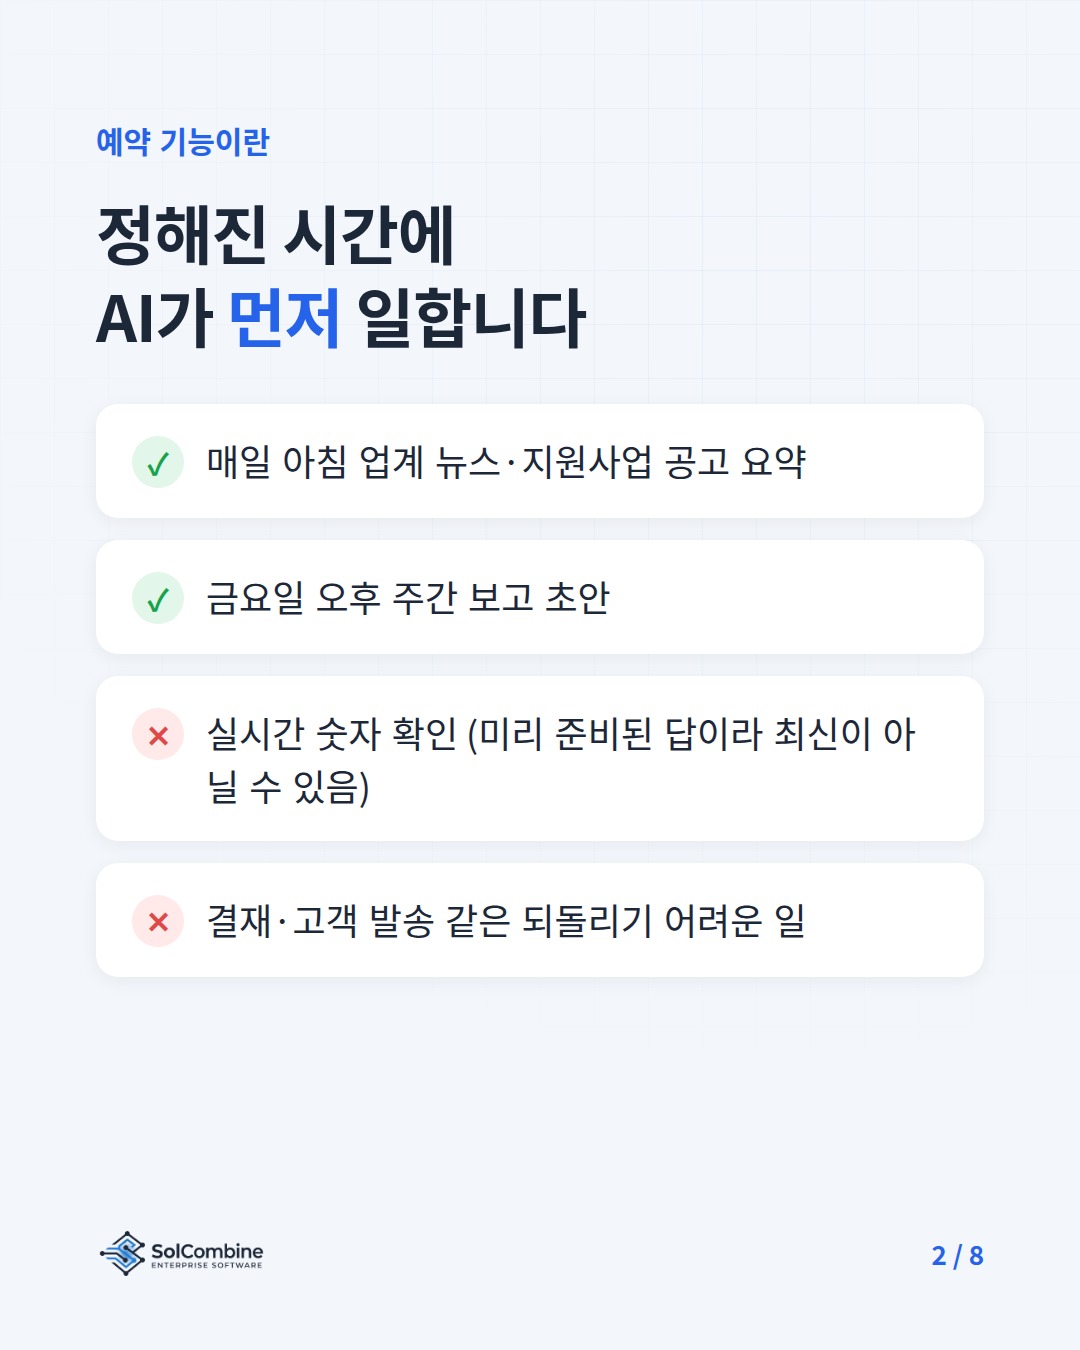 예약 기능이란
정해진 시간에
AI가 먼저 일합니다
✓ 매일 아침 업계 뉴스·지원사업 공고 요약
✓ 금요일 오후 주간 보고 초안
✕ 실시간 숫자 확인 (미리 준비된 답이라 최신이 아
닐 수 있음)
✕ 결재·고객 발송 같은 되돌리기 어려운 일
SolCombine
ENTERPRISE SOFTWARE
2 / 8